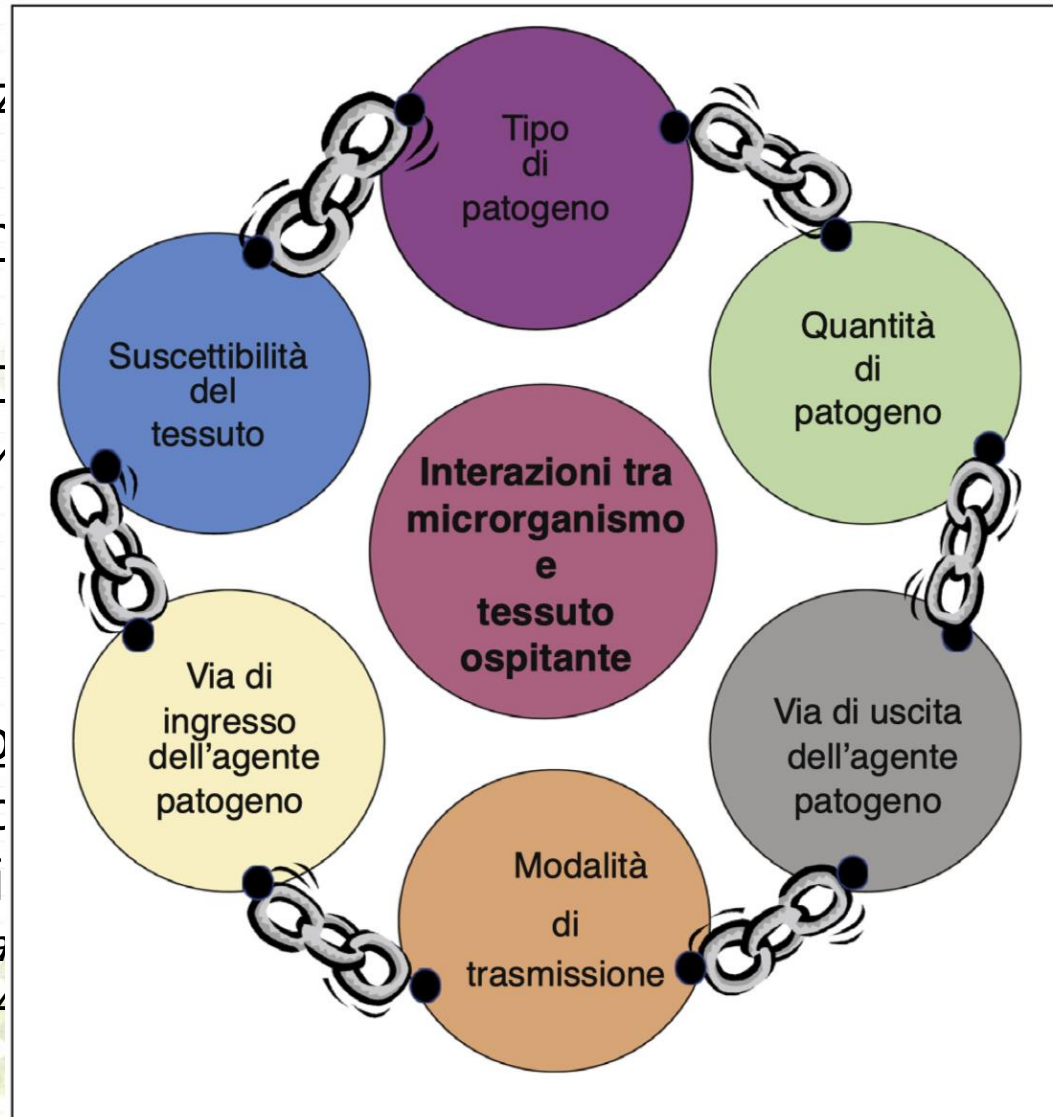 Tipo
di
patogeno
Quantità
di
patogeno
Suscettibilità
del
tessuto
Interazioni tra
microrganismo
e
tessuto
ospitante
Via di
ingresso
dell'agente
patogeno
Via di uscita
dell'agente
patogeno
Modalità
di
trasmissione